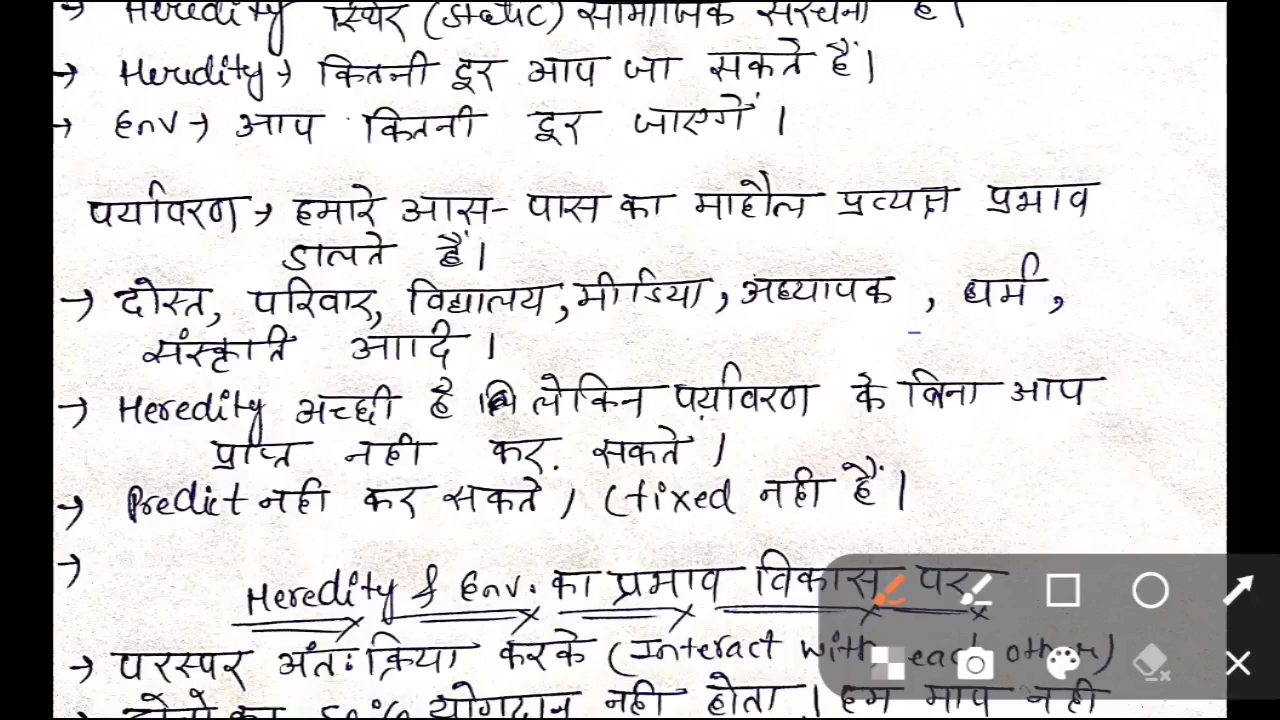 → Heredity स्थिर (Static) सामाजिक संरचना है।
→ Heredity → कितनी दूर आप जा सकते हैं।
→ Env → आप कितनी दूर जाएगें।
पर्यावरण → हमारे आस-पास का माहौल प्रत्यक्ष प्रभाव
डालते हैं।
→ दोस्त, परिवार, विद्यालय, मीडिया, अध्यापक, धर्म,
संस्कृति आदि।
→ Heredity अच्छी है लेकिन पर्यावरण के बिना आप
प्राप्त नही कर सकते।
→ Predict नही कर सकते। (fixed नही हैं।
→
Heredity & Env. का प्रभाव विकास पर
→ परस्पर अंतःक्रिया करके (Interact with each other)
→ दोनो का 50% योगदान नही होता। हम माप नही